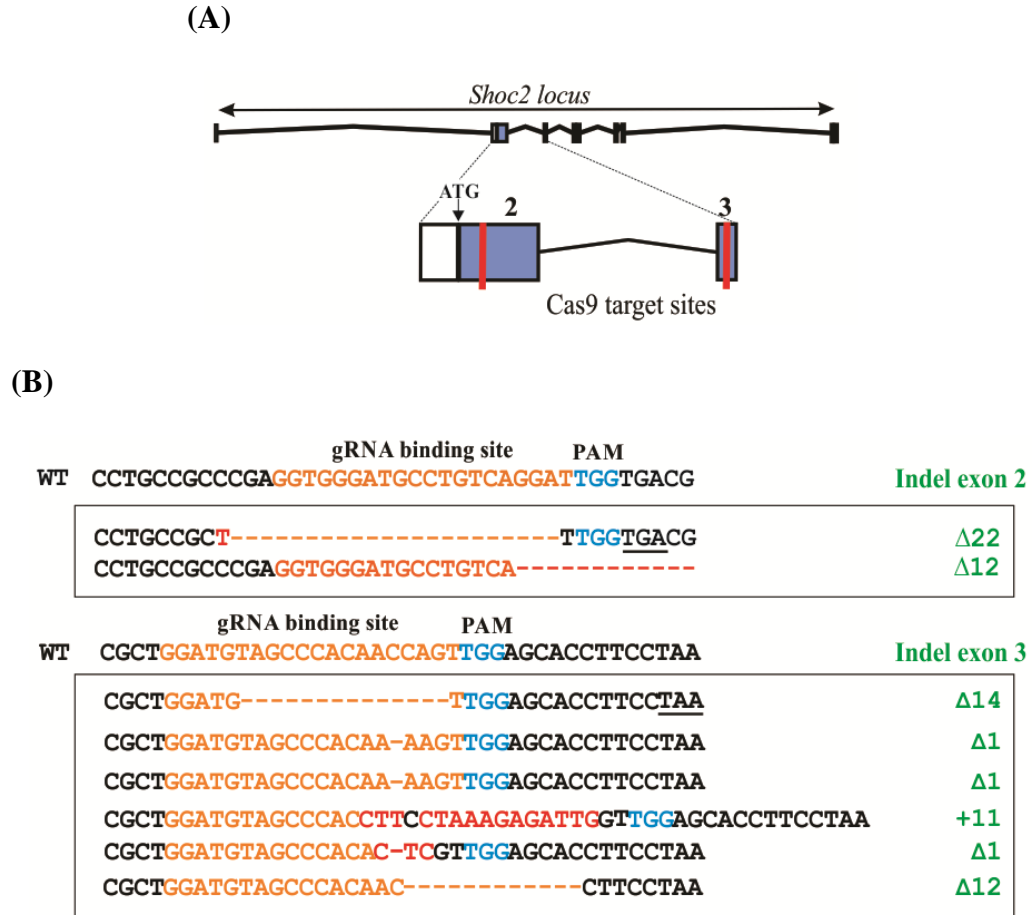 (A)
Shoc2 locus
ATG
2
3
Cas9 target sites
(B)
gRNA binding site PAM
WT CCTGCCGCCCGAGGTGGGATGCCTGTCAGGATTGGTGACG Indel exon 2
CCTGCCGCT----------------------TTGGTGACG Δ22
CCTGCCGCCCGAGGTGGGATGCCTGTCA------------ Δ12
gRNA binding site PAM
WT CGCTGGATGTAGCCCACAACCAGTTGGAGCACCTTCCTAA Indel exon 3
CGCTGGATG--------------TTGGAGCACCTTCCTAA Δ14
CGCTGGATGTAGCCCACAA-AAGTTGGAGCACCTTCCTAA Δ1
CGCTGGATGTAGCCCACAA-AAGTTGGAGCACCTTCCTAA Δ1
CGCTGGATGTAGCCCACCTTCCTAAAGAGATTGGTTGGAGCACCTTCCTAA +11
CGCTGGATGTAGCCCACAC-TCGTTGGAGCACCTTCCTAA Δ1
CGCTGGATGTAGCCCACAAC------------CTTCCTAA Δ12